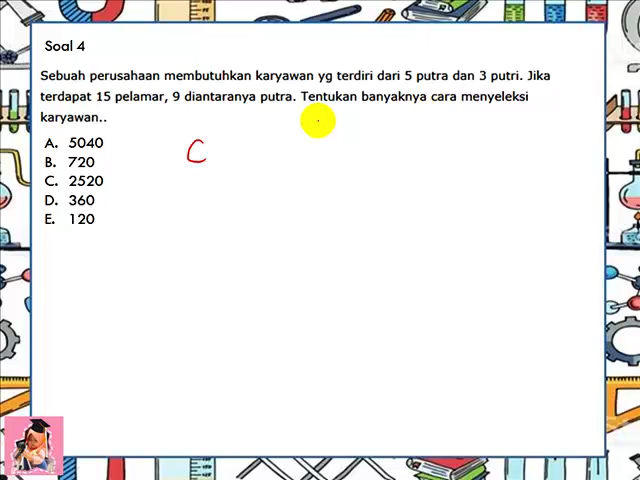 Soal 4
Sebuah perusahaan membutuhkan karyawan yg terdiri dari 5 putra dan 3 putri. Jika
terdapat 15 pelamar, 9 diantaranya putra. Tentukan banyaknya cara menyeleksi
karyawan..
A. 5040
B. 720
C. 2520
D. 360
E. 120
C